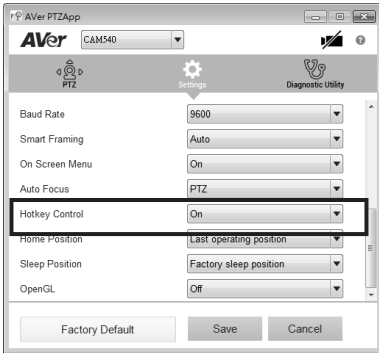 AVer PTZApp
AVer CAM540
PTZ Settings Diagnostic Utility
Baud Rate 9600
Smart Framing Auto
On Screen Menu On
Auto Focus PTZ
Hotkey Control On
Home Position Last operating position
Sleep Position Factory sleep position
OpenGL Off
Factory Default Save Cancel